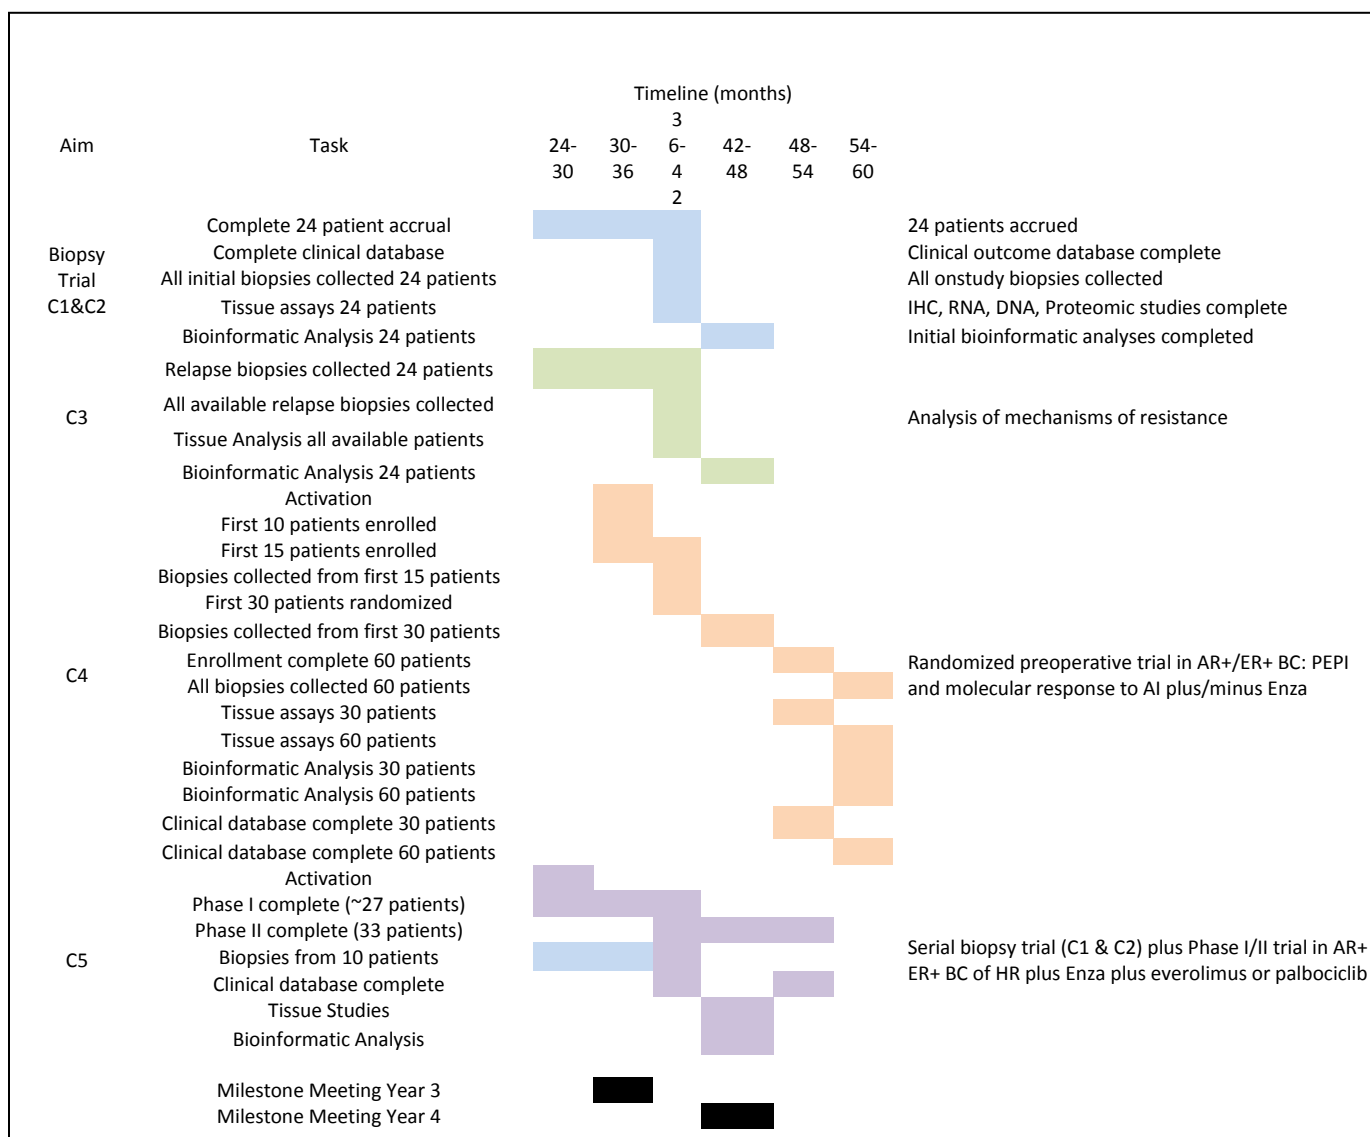 Timeline (months)
Aim Task 24-30 30-36 36-42 42-48 48-54 54-60
Biopsy Trial C1&C2
Complete 24 patient accrual 24 patients accrued
Complete clinical database Clinical outcome database complete
All initial biopsies collected 24 patients All onstudy biopsies collected
Tissue assays 24 patients IHC, RNA, DNA, Proteomic studies complete
Bioinformatic Analysis 24 patients Initial bioinformatic analyses completed
C3
Relapse biopsies collected 24 patients
All available relapse biopsies collected Analysis of mechanisms of resistance
Tissue Analysis all available patients
Bioinformatic Analysis 24 patients
C4
Activation
First 10 patients enrolled
First 15 patients enrolled
Biopsies collected from first 15 patients
First 30 patients randomized
Biopsies collected from first 30 patients
Enrollment complete 60 patients Randomized preoperative trial in AR+/ER+ BC: PEPI
All biopsies collected 60 patients and molecular response to AI plus/minus Enza
Tissue assays 30 patients
Tissue assays 60 patients
Bioinformatic Analysis 30 patients
Bioinformatic Analysis 60 patients
Clinical database complete 30 patients
Clinical database complete 60 patients
C5
Activation
Phase I complete (~27 patients)
Phase II complete (33 patients)
Biopsies from 10 patients Serial biopsy trial (C1 & C2) plus Phase I/II trial in AR+
Clinical database complete ER+ BC of HR plus Enza plus everolimus or palbociclib
Tissue Studies
Bioinformatic Analysis
Milestone Meeting Year 3
Milestone Meeting Year 4